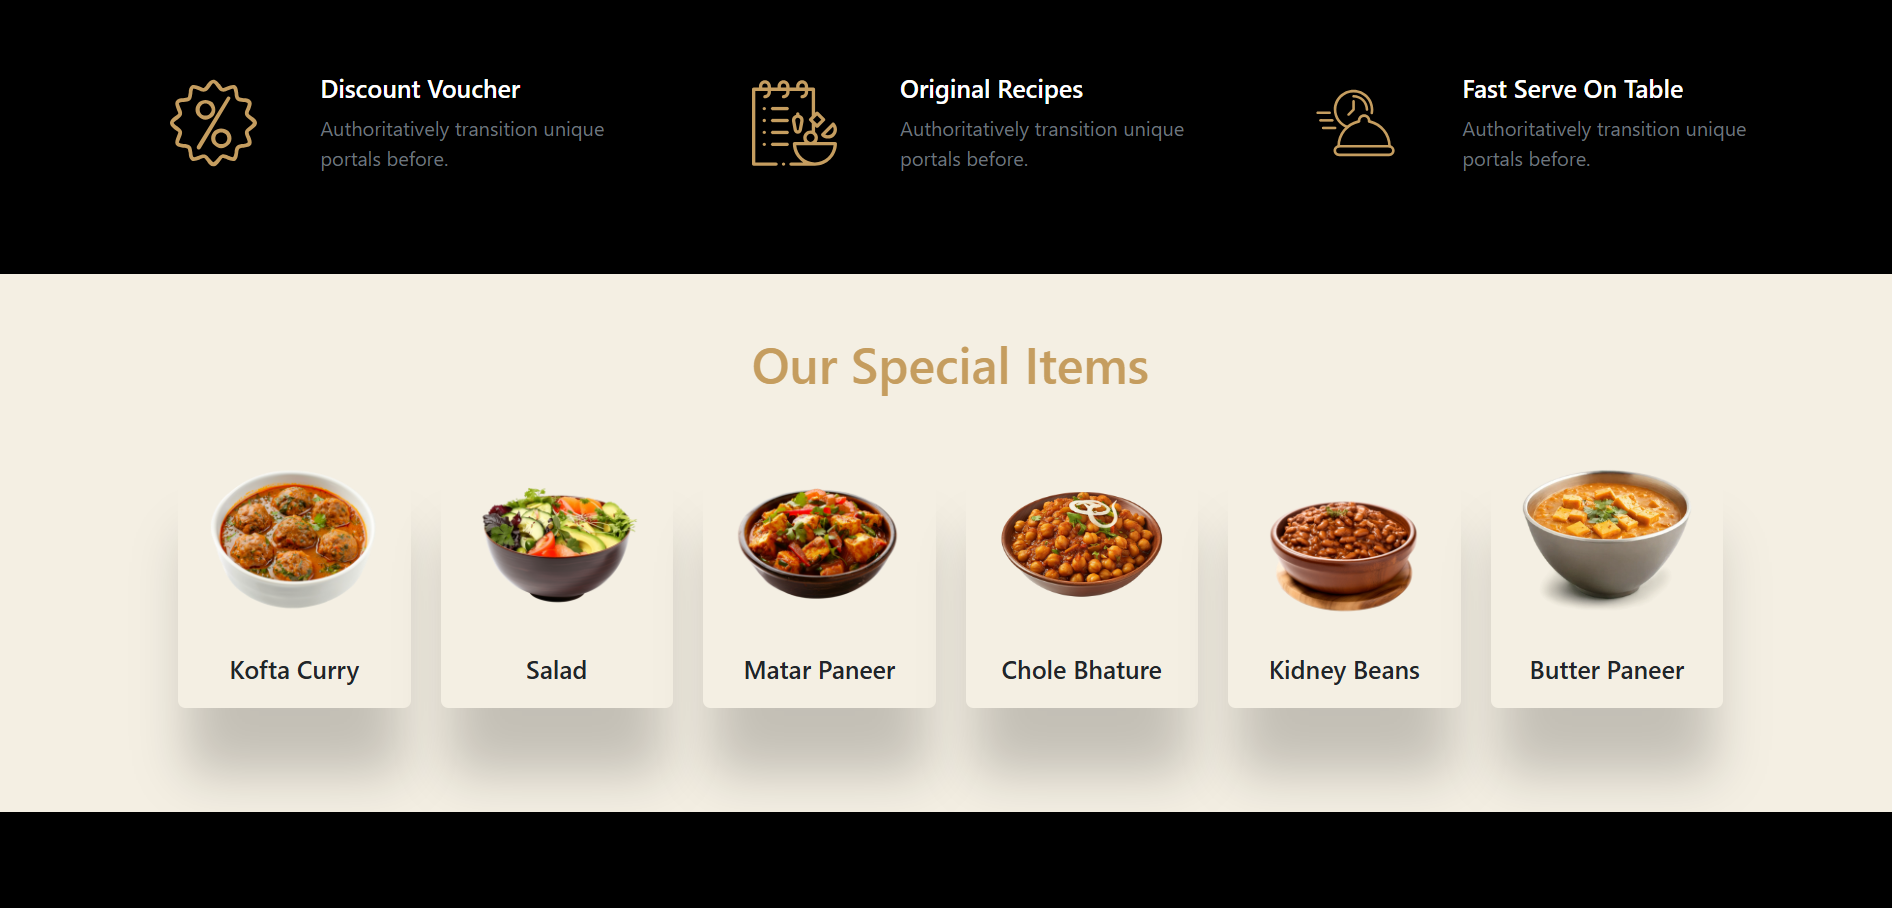 Discount Voucher
Authoritatively transition unique
portals before.
Original Recipes
Authoritatively transition unique
portals before.
Fast Serve On Table
Authoritatively transition unique
portals before.
Our Special Items
Kofta Curry
Salad
Matar Paneer
Chole Bhature
Kidney Beans
Butter Paneer